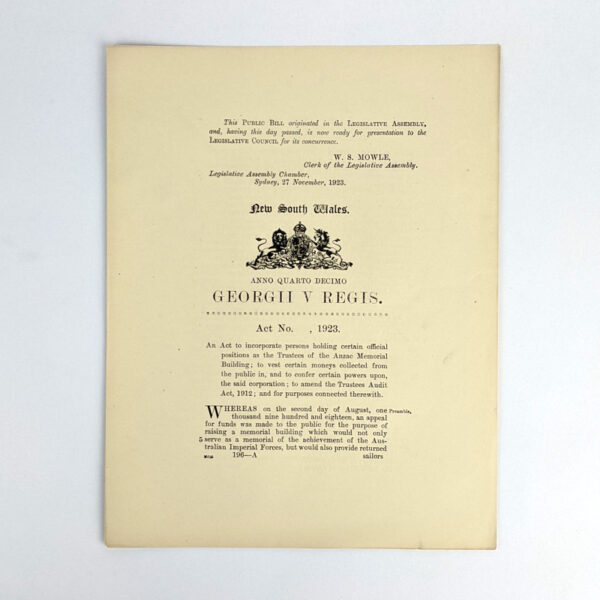 This PUBLIC BILL originated in the LEGISLATIVE ASSEMBLY,
and, having this day passed, is now ready for presentation to the
LEGISLATIVE COUNCIL for its concurrence.
W. S. MOWLE,
Clerk of the Legislative Assembly.
Legislative Assembly Chamber,
Sydney, 27 November, 1923.
New South Wales.
ANNO QUARTO DECIMO
GEORGII V REGIS.
Act No. , 1923.
AN Act to incorporate persons holding certain official
positions as the Trustees of the Anzac Memorial
Building; to vest certain moneys collected from
the public in, and to confer certain powers upon,
the said corporation; to amend the Trustees Audit
Act, 1912; and for purposes connected therewith.
WHEREAS on the second day of August, one Preamble,
thousand nine hundred and eighteen, an appeal
for funds was made to the public for the purpose of
raising a memorial building which would not only
5 serve as a memorial of the achievement of the Aus-
tralian Imperial Forces, but would also provide returned
196—A sailors